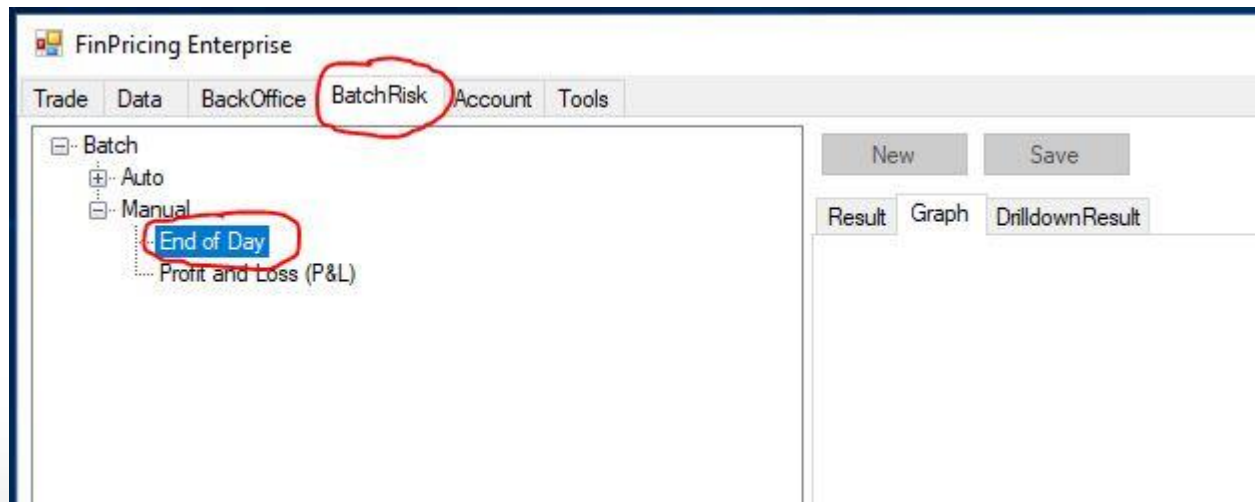 FinPricing Enterprise
Trade Data BackOffice BatchRisk Account Tools
Batch
Auto
Manual
End of Day
Profit and Loss (P&L)
New Save
Result Graph DrilldownResult